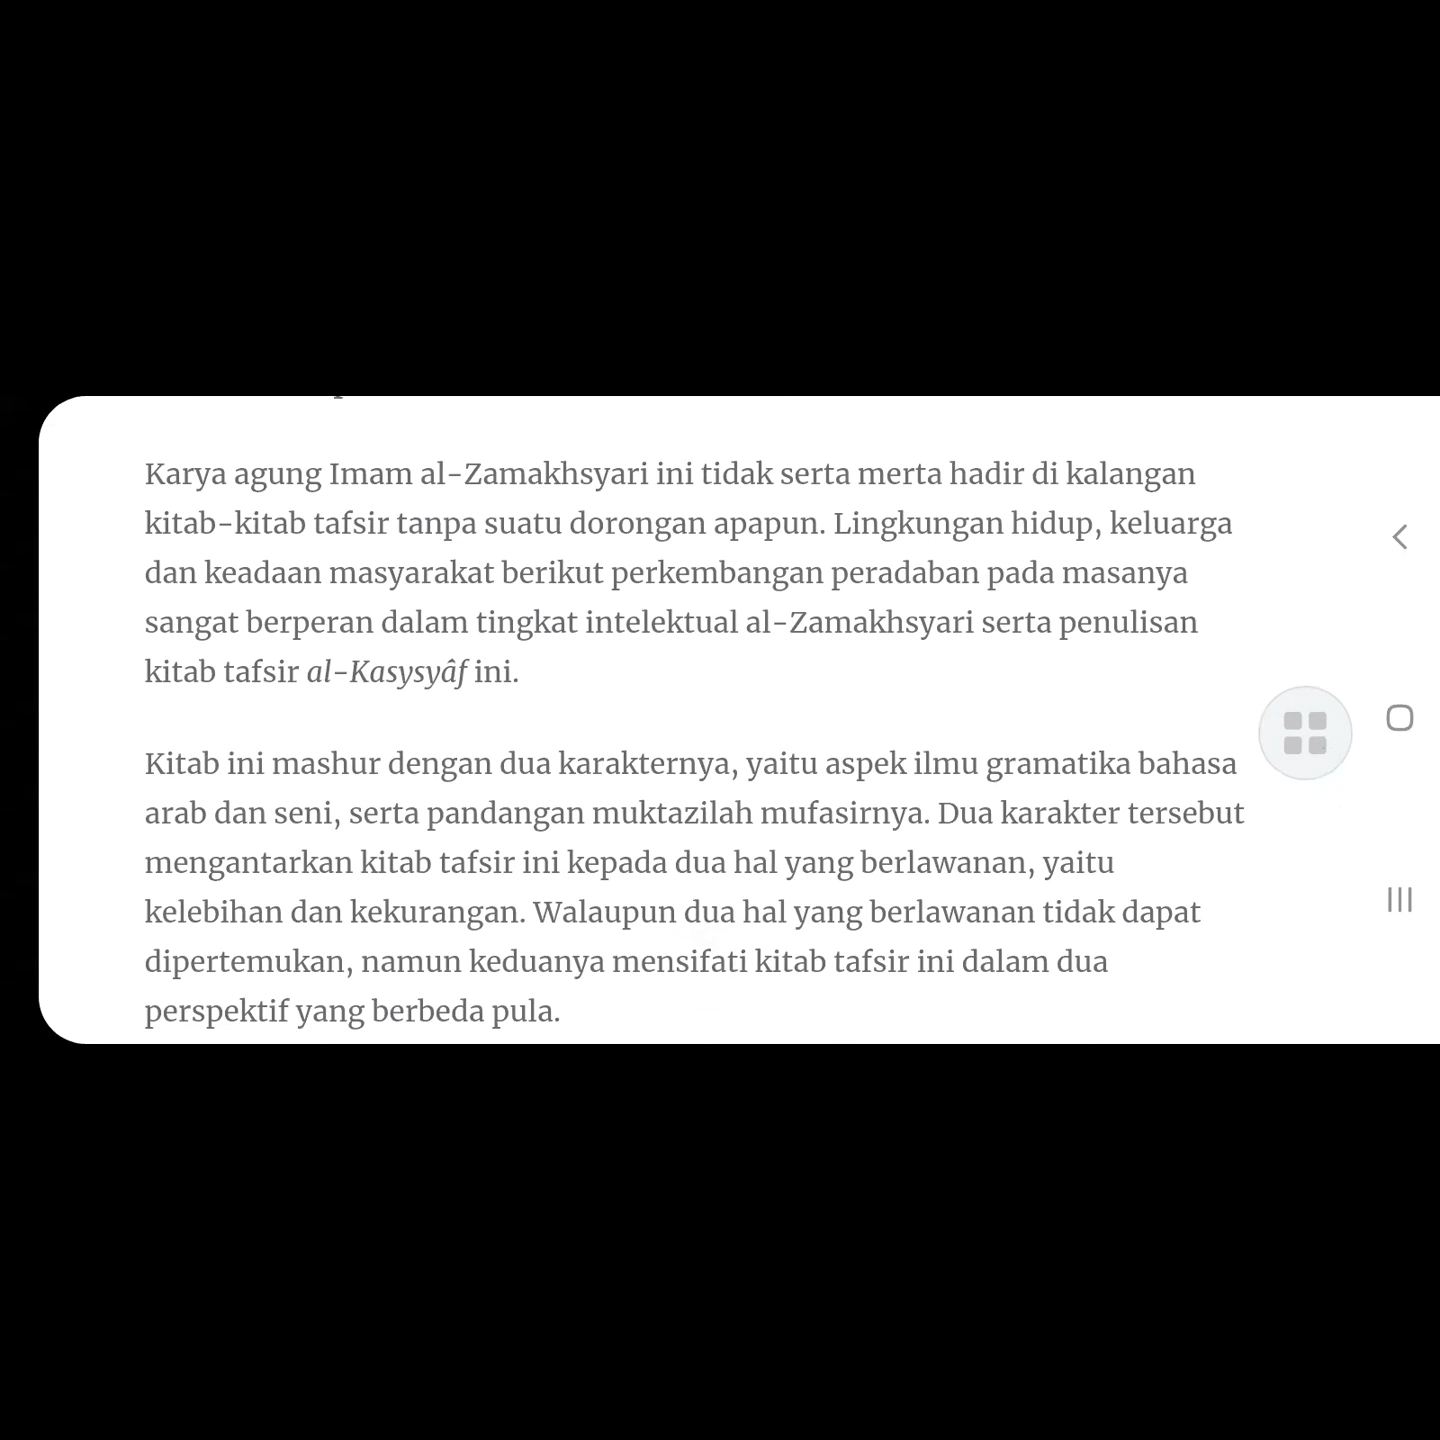 Karya agung Imam al-Zamakhsyari ini tidak serta merta hadir di kalangan
kitab-kitab tafsir tanpa suatu dorongan apapun. Lingkungan hidup, keluarga
dan keadaan masyarakat berikut perkembangan peradaban pada masanya
sangat berperan dalam tingkat intelektual al-Zamakhsyari serta penulisan
kitab tafsir al-Kasysyâf ini.
Kitab ini mashur dengan dua karakternya, yaitu aspek ilmu gramatika bahasa
arab dan seni, serta pandangan muktazilah mufasirnya. Dua karakter tersebut
mengantarkan kitab tafsir ini kepada dua hal yang berlawanan, yaitu
kelebihan dan kekurangan. Walaupun dua hal yang berlawanan tidak dapat
dipertemukan, namun keduanya mensifati kitab tafsir ini dalam dua
perspektif yang berbeda pula.